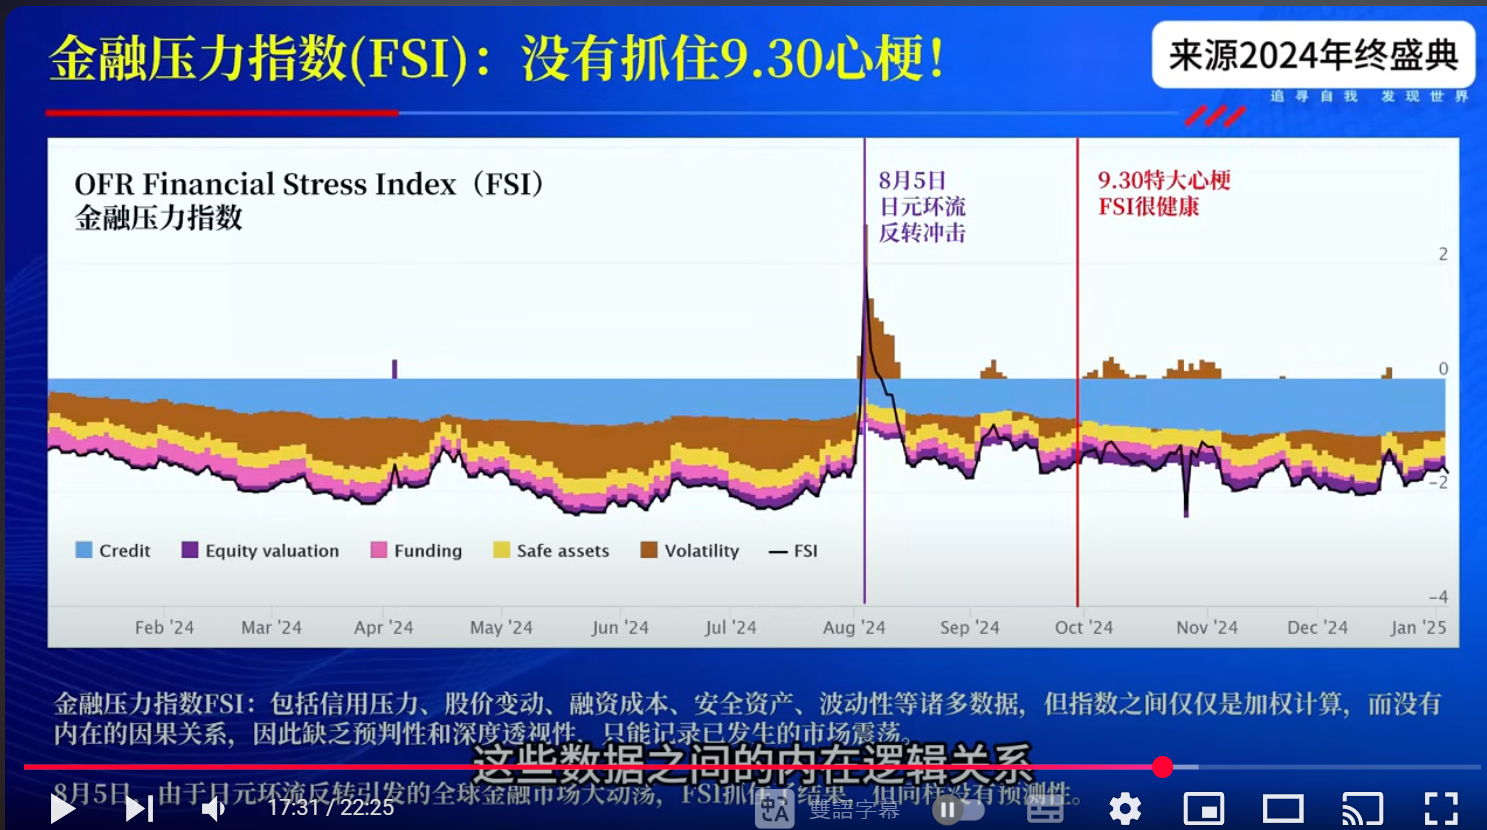 金融压力指数(FSI)：没有抓住9.30心梗！
来源2024年终盛典
追寻自我 发现世界
OFR Financial Stress Index（FSI）
金融压力指数
8月5日
日元环流
反转冲击
9.30特大心梗
FSI很健康
2
0
-2
-4
Credit Equity valuation Funding Safe assets Volatility FSI
Feb '24 Mar '24 Apr '24 May '24 Jun '24 Jul '24 Aug '24 Sep '24 Oct '24 Nov '24 Dec '24 Jan '25
金融压力指数FSI：包括信用压力、股价变动、融资成本、安全资产、波动性等诸多数据，但指数之间仅仅是加权计算，而没有
内在的因果关系，因此缺乏预判性和深度透视性，只能记录已发生的市场震荡。
这些数据之间的内在逻辑关系
8月5日，由于日元环流反转引发的全球金融市场大动荡，FSI抓住了结果，但同样没有预测性。
17:31 / 22:25
雙語字幕